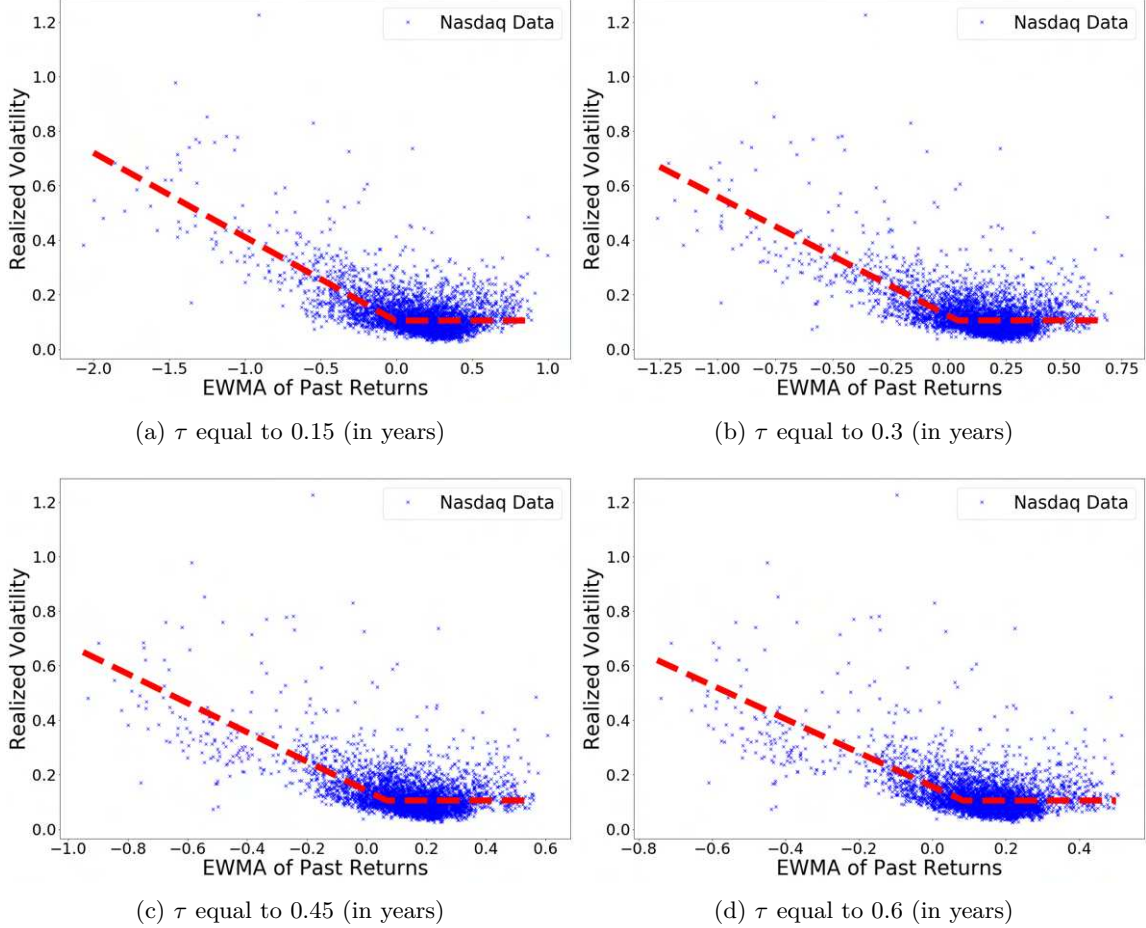 1.2
Nasdaq Data
1.0
0.8
0.6
0.4
0.2
0.0
Realized Volatility
−2.0 −1.5 −1.0 −0.5 0.0 0.5 1.0
EWMA of Past Returns
(a) τ equal to 0.15 (in years)
1.2
Nasdaq Data
1.0
0.8
0.6
0.4
0.2
0.0
Realized Volatility
−1.25 −1.00 −0.75 −0.50 −0.25 0.00 0.25 0.50 0.75
EWMA of Past Returns
(b) τ equal to 0.3 (in years)
1.2
Nasdaq Data
1.0
0.8
0.6
0.4
0.2
0.0
Realized Volatility
−1.0 −0.8 −0.6 −0.4 −0.2 0.0 0.2 0.4 0.6
EWMA of Past Returns
(c) τ equal to 0.45 (in years)
1.2
Nasdaq Data
1.0
0.8
0.6
0.4
0.2
0.0
Realized Volatility
−0.8 −0.6 −0.4 −0.2 0.0 0.2 0.4
EWMA of Past Returns
(d) τ equal to 0.6 (in years)